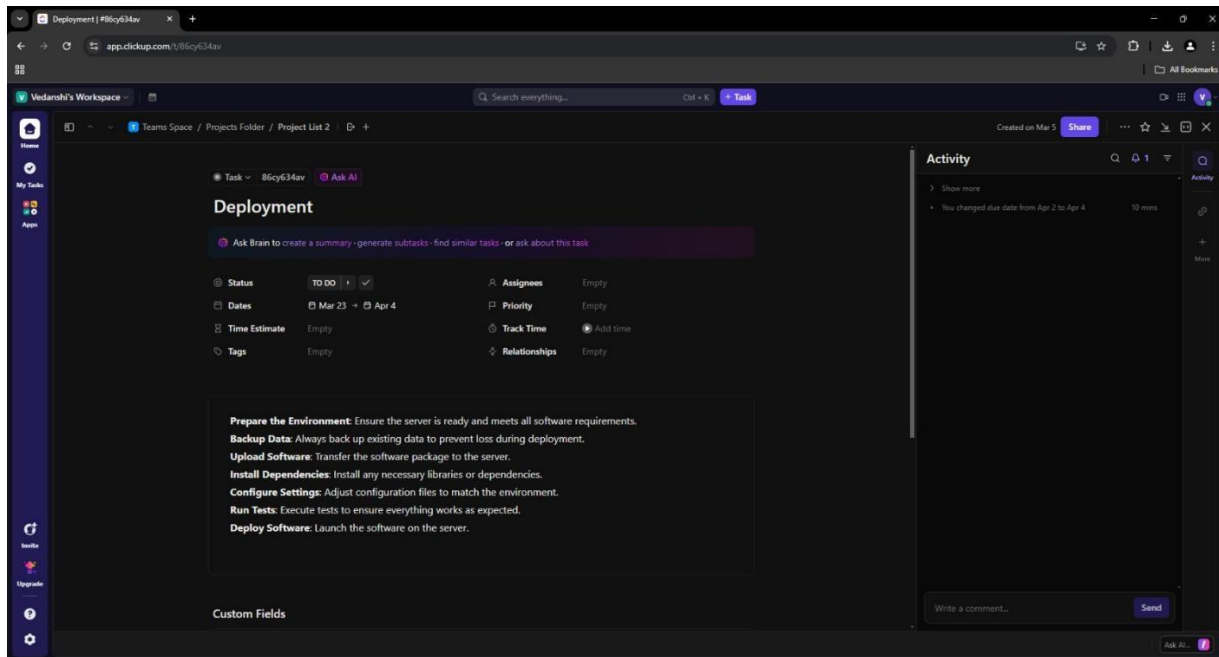 Deployment | #86cy634av
app.clickup.com/t/86cy634av
All Bookmarks
Vedanshi's Workspace
Search everything...
Ctrl + K
+ Task
V
Home
My Tasks
Apps
Invite
Upgrade
T Teams Space / Projects Folder / Project List 2
Created on Mar 5
Share
Task
86cy634av
Ask AI
Deployment
Ask Brain to create a summary · generate subtasks · find similar tasks · or ask about this task
Status TO DO
Assignees Empty
Dates Mar 23 → Apr 4
Priority Empty
Time Estimate Empty
Track Time Add time
Tags Empty
Relationships Empty
Prepare the Environment: Ensure the server is ready and meets all software requirements.
Backup Data: Always back up existing data to prevent loss during deployment.
Upload Software: Transfer the software package to the server.
Install Dependencies: Install any necessary libraries or dependencies.
Configure Settings: Adjust configuration files to match the environment.
Run Tests: Execute tests to ensure everything works as expected.
Deploy Software: Launch the software on the server.
Custom Fields
Activity
1
Show more
You changed due date from Apr 2 to Apr 4
10 mins
Write a comment...
Send
Activity
More
Ask AI...